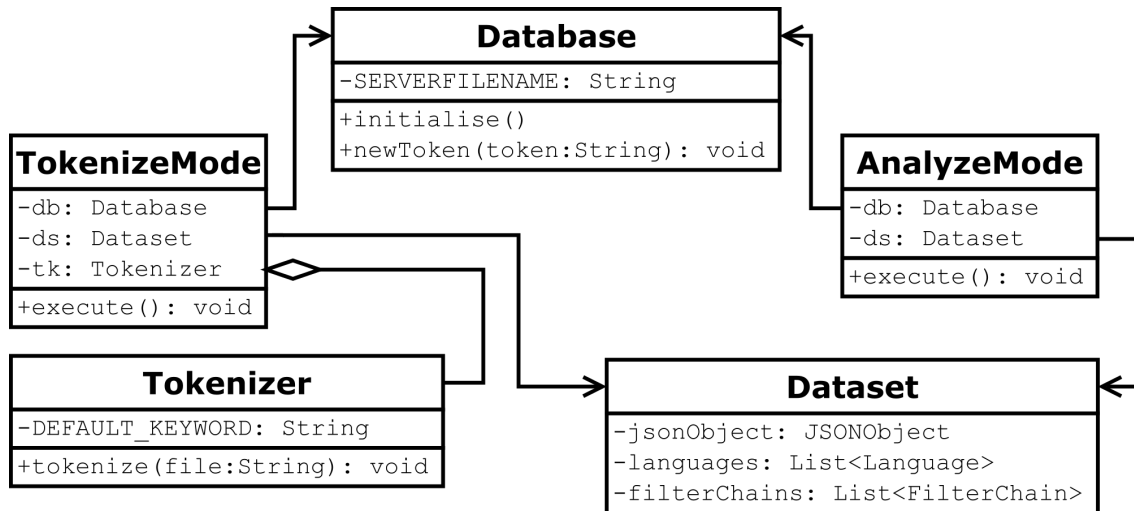 Database
-SERVERFILENAME: String
+initialise()
+newToken(token:String): void
TokenizeMode
-db: Database
-ds: Dataset
-tk: Tokenizer
+execute(): void
AnalyzeMode
-db: Database
-ds: Dataset
+execute(): void
Tokenizer
-DEFAULT_KEYWORD: String
+tokenize(file:String): void
Dataset
-jsonObject: JSONObject
-languages: List<Language>
-filterChains: List<FilterChain>